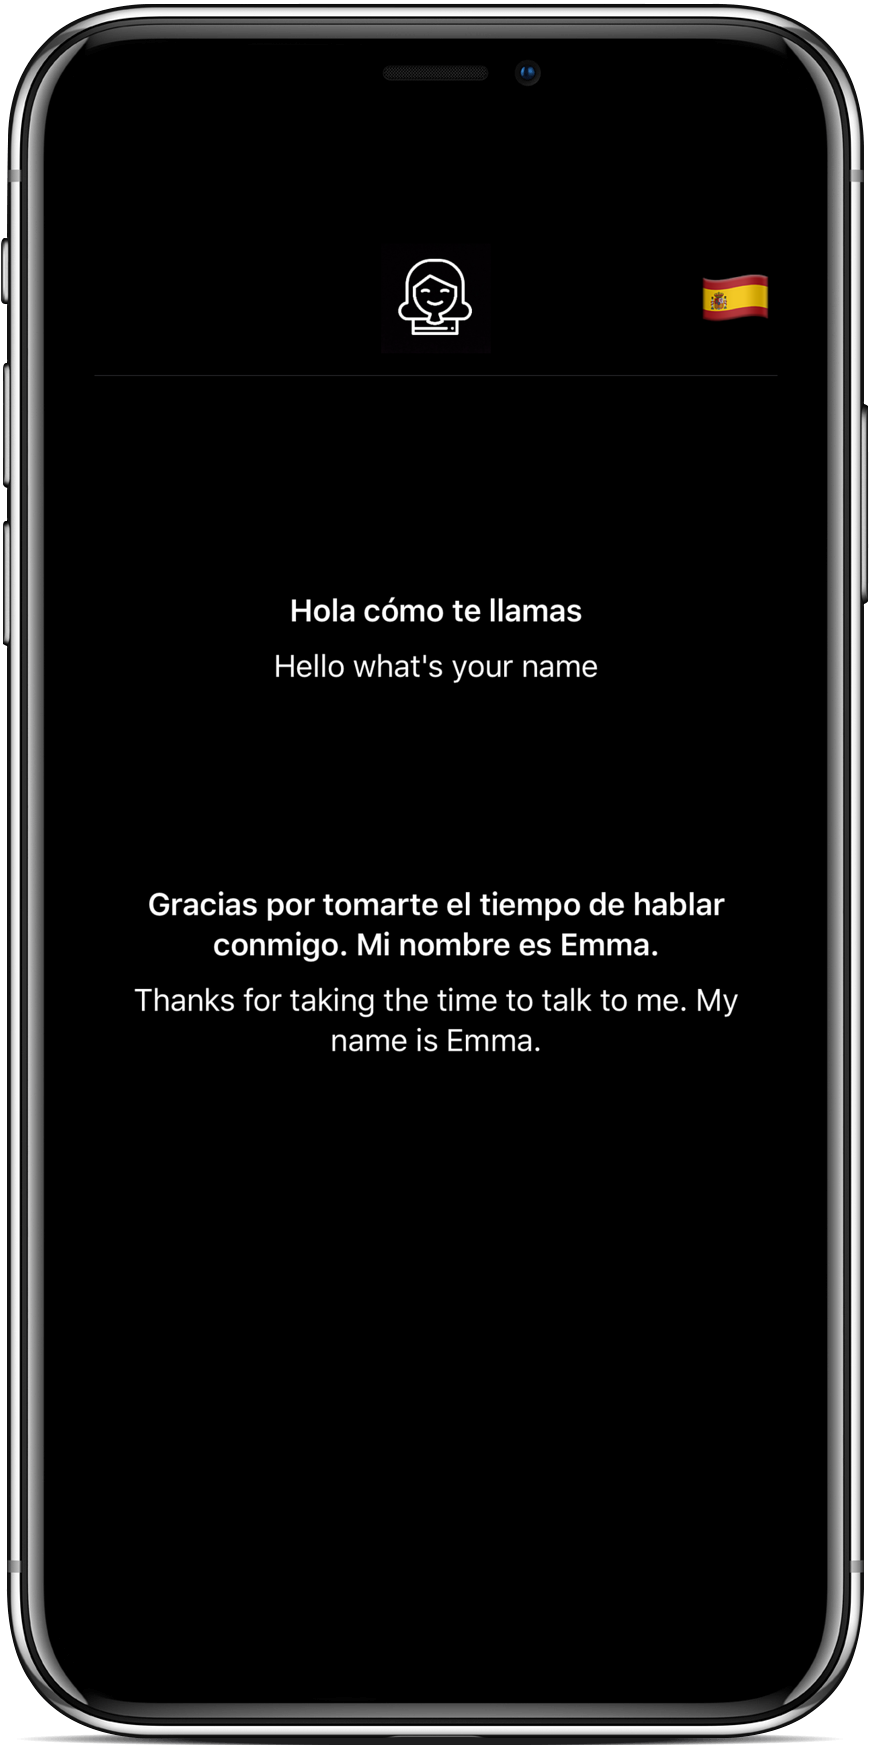 Hola cómo te llamas
Hello what's your name
Gracias por tomarte el tiempo de hablar
conmigo. Mi nombre es Emma.
Thanks for taking the time to talk to me. My
name is Emma.